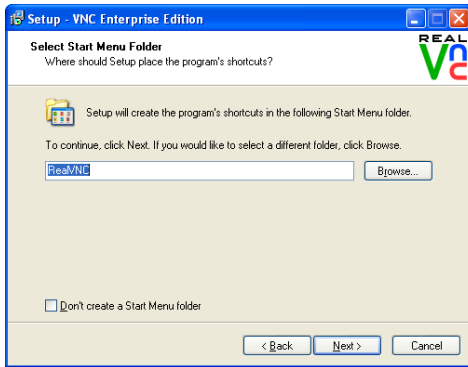 Setup - VNC Enterprise Edition
Select Start Menu Folder
Where should Setup place the program's shortcuts?
REAL
VNC
Setup will create the program's shortcuts in the following Start Menu folder.
To continue, click Next. If you would like to select a different folder, click Browse.
RealVNC
Browse...
Don't create a Start Menu folder
< Back
Next >
Cancel